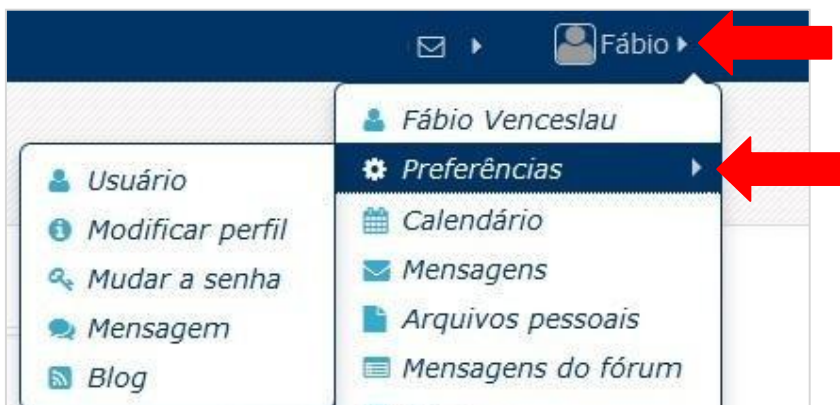 Fábio
Fábio Venceslau
Preferências
Calendário
Mensagens
Arquivos pessoais
Mensagens do fórum
Usuário
Modificar perfil
Mudar a senha
Mensagem
Blog